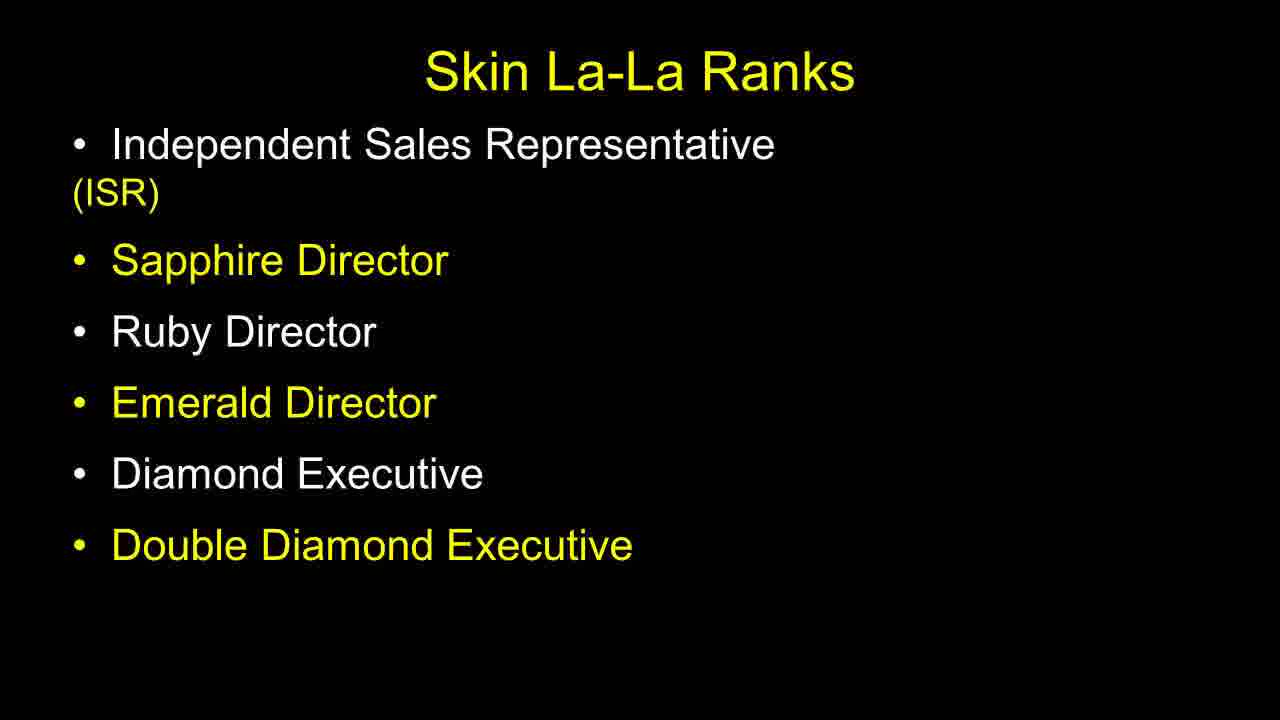 Skin La-La Ranks
• Independent Sales Representative
(ISR)
• Sapphire Director
• Ruby Director
• Emerald Director
• Diamond Executive
• Double Diamond Executive